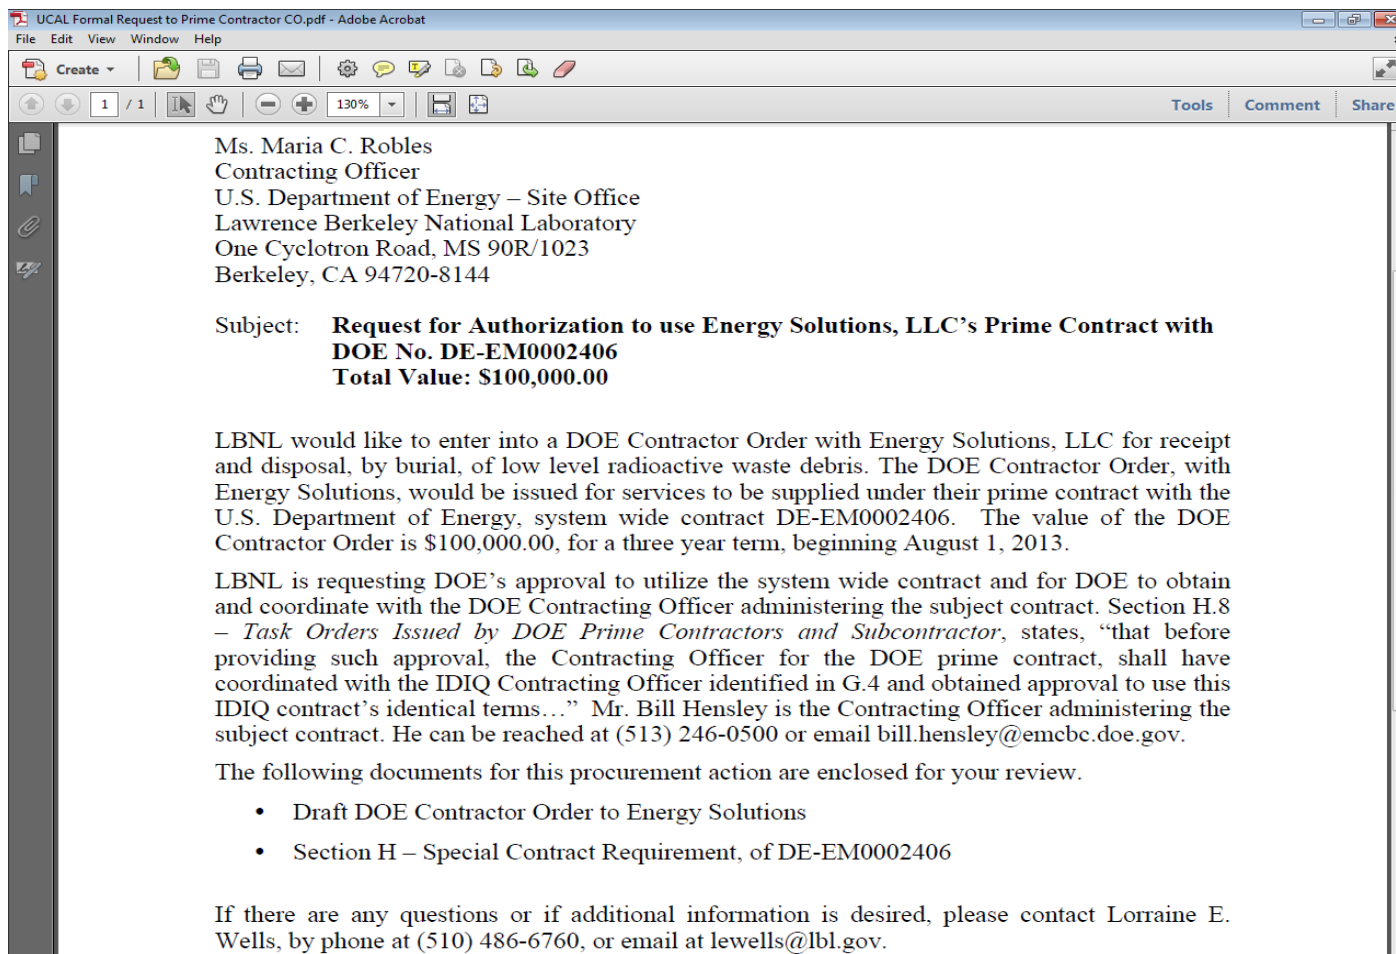 UCAL Formal Request to Prime Contractor CO.pdf - Adobe Acrobat
File Edit View Window Help
Create
1 / 1 130% Tools Comment Share
Ms. Maria C. Robles
Contracting Officer
U.S. Department of Energy – Site Office
Lawrence Berkeley National Laboratory
One Cyclotron Road, MS 90R/1023
Berkeley, CA 94720-8144
Subject: Request for Authorization to use Energy Solutions, LLC’s Prime Contract with
DOE No. DE-EM0002406
Total Value: $100,000.00
LBNL would like to enter into a DOE Contractor Order with Energy Solutions, LLC for receipt
and disposal, by burial, of low level radioactive waste debris. The DOE Contractor Order, with
Energy Solutions, would be issued for services to be supplied under their prime contract with the
U.S. Department of Energy, system wide contract DE-EM0002406. The value of the DOE
Contractor Order is $100,000.00, for a three year term, beginning August 1, 2013.
LBNL is requesting DOE’s approval to utilize the system wide contract and for DOE to obtain
and coordinate with the DOE Contracting Officer administering the subject contract. Section H.8
– Task Orders Issued by DOE Prime Contractors and Subcontractor, states, “that before
providing such approval, the Contracting Officer for the DOE prime contract, shall have
coordinated with the IDIQ Contracting Officer identified in G.4 and obtained approval to use this
IDIQ contract’s identical terms…” Mr. Bill Hensley is the Contracting Officer administering the
subject contract. He can be reached at (513) 246-0500 or email bill.hensley@emcbc.doe.gov.
The following documents for this procurement action are enclosed for your review.
• Draft DOE Contractor Order to Energy Solutions
• Section H – Special Contract Requirement, of DE-EM0002406
If there are any questions or if additional information is desired, please contact Lorraine E.
Wells, by phone at (510) 486-6760, or email at lewells@lbl.gov.